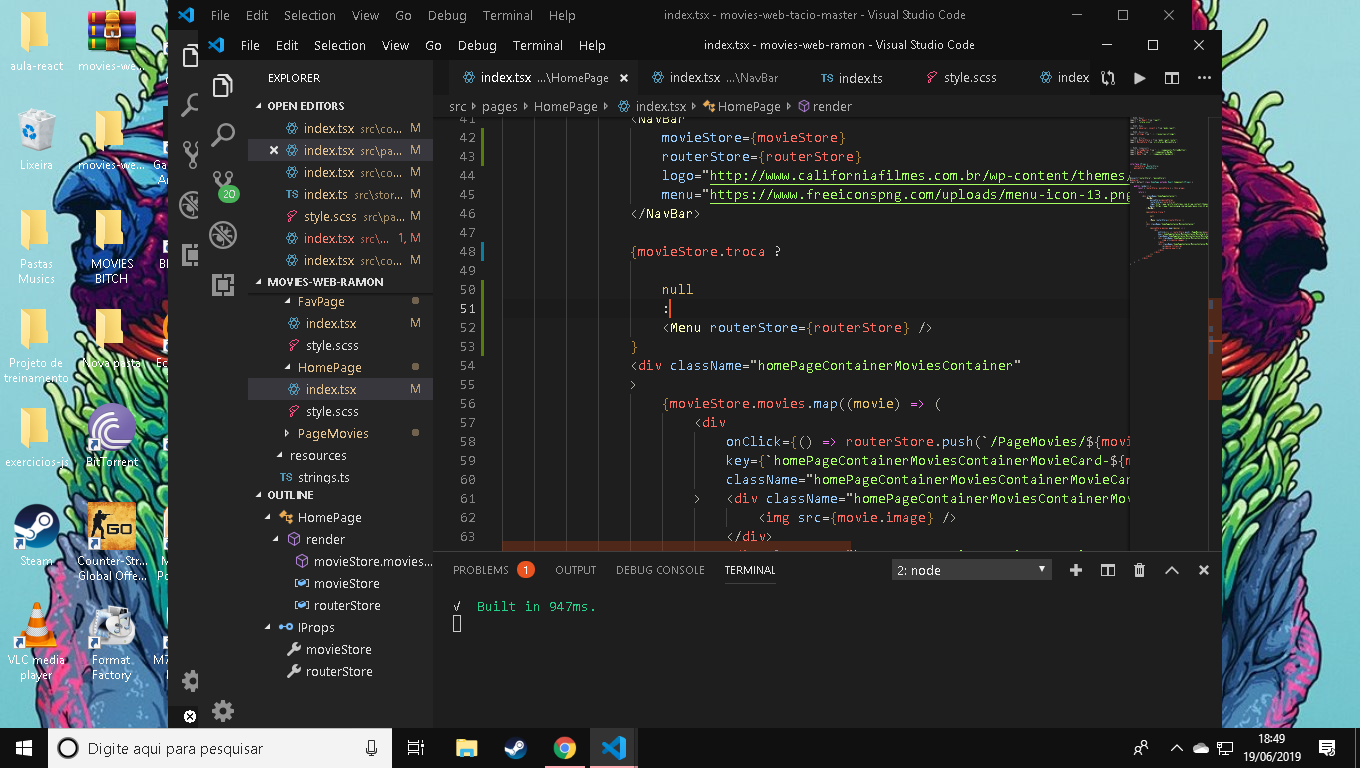 File Edit Selection View Go Debug Terminal Help
index.tsx - movies-web-tacio-master - Visual Studio Code
File Edit Selection View Go Debug Terminal Help
index.tsx - movies-web-ramon - Visual Studio Code
aula-react
movies-we...
Lixeira
movies-we...
Pastas Musics
MOVIES BITCH
Projeto de treinamento
Nova pasta
exercicios-js
BitTorrent
Steam
Counter-Str... Global Offe...
VLC media player
Format Factory
EXPLORER
OPEN EDITORS
index.tsx src\co... M
index.tsx src\pa... M
index.tsx src\co... M
index.ts src\stor... M
style.scss src\pa... M
index.tsx src\... 1, M
index.tsx src\co... M
20
MOVIES-WEB-RAMON
FavPage
index.tsx M
style.scss
HomePage
index.tsx M
style.scss
PageMovies
resources
TS strings.ts
OUTLINE
HomePage
render
movieStore.movies...
movieStore
routerStore
IProps
movieStore
routerStore
index.tsx ...\HomePage
index.tsx ...\NavBar
TS index.ts
style.scss
index
src pages HomePage index.tsx HomePage render
41 <NavBar
42 movieStore={movieStore}
43 routerStore={routerStore}
44 logo="http://www.californiafilmes.com.br/wp-content/themes/
45 menu="https://www.freeiconspng.com/uploads/menu-icon-13.png
46 </NavBar>
47
48 {movieStore.troca ?
49
50 null
51 :
52 <Menu routerStore={routerStore} />
53 }
54 <div className="homePageContainerMoviesContainer"
55 >
56 {movieStore.movies.map((movie) => (
57 <div
58 onClick={() => routerStore.push(`/PageMovies/${movi
59 key={`homePageContainerMoviesContainerMovieCard-${m
60 className="homePageContainerMoviesContainerMovieCar
61 > <div className="homePageContainerMoviesContainerMov
62 <img src={movie.image} />
63 </div>
PROBLEMS 1 OUTPUT DEBUG CONSOLE TERMINAL 2: node
√ Built in 947ms.
Digite aqui para pesquisar
18:49
19/06/2019